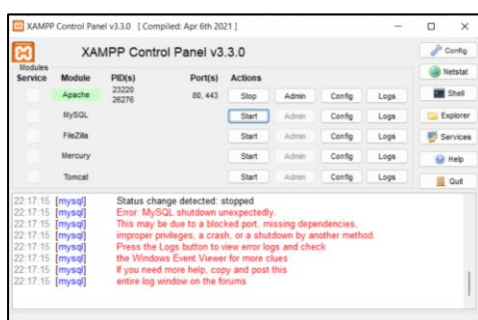 XAMPP Control Panel v3.3.0 [ Compiled: Apr 6th 2021 ]
XAMPP Control Panel v3.3.0
Config
Modules
Service Module PID(s) Port(s) Actions
Netstat
Apache 23220 26276 80, 443 Stop Admin Config Logs
Shell
MySQL Start Admin Config Logs
Explorer
FileZilla Start Admin Config Logs
Services
Mercury Start Admin Config Logs
Help
Tomcat Start Admin Config Logs
Quit
22:17:15 [mysql] Status change detected: stopped
22:17:15 [mysql] Error: MySQL shutdown unexpectedly.
22:17:15 [mysql] This may be due to a blocked port, missing dependencies,
22:17:15 [mysql] improper privileges, a crash, or a shutdown by another method.
22:17:15 [mysql] Press the Logs button to view error logs and check
22:17:15 [mysql] the Windows Event Viewer for more clues
22:17:15 [mysql] If you need more help, copy and post this
22:17:15 [mysql] entire log window on the forums